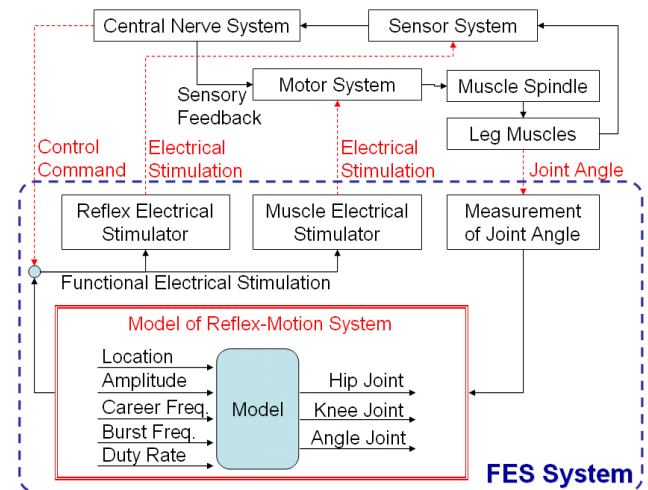 Central Nerve System
Sensor System
Motor System
Muscle Spindle
Sensory
Feedback
Leg Muscles
Control
Command
Electrical
Stimulation
Electrical
Stimulation
Joint Angle
Reflex Electrical
Stimulator
Muscle Electrical
Stimulator
Measurement
of Joint Angle
Functional Electrical Stimulation
Model of Reflex-Motion System
Location
Amplitude
Career Freq.
Burst Freq.
Duty Rate
Model
Hip Joint
Knee Joint
Angle Joint
FES System